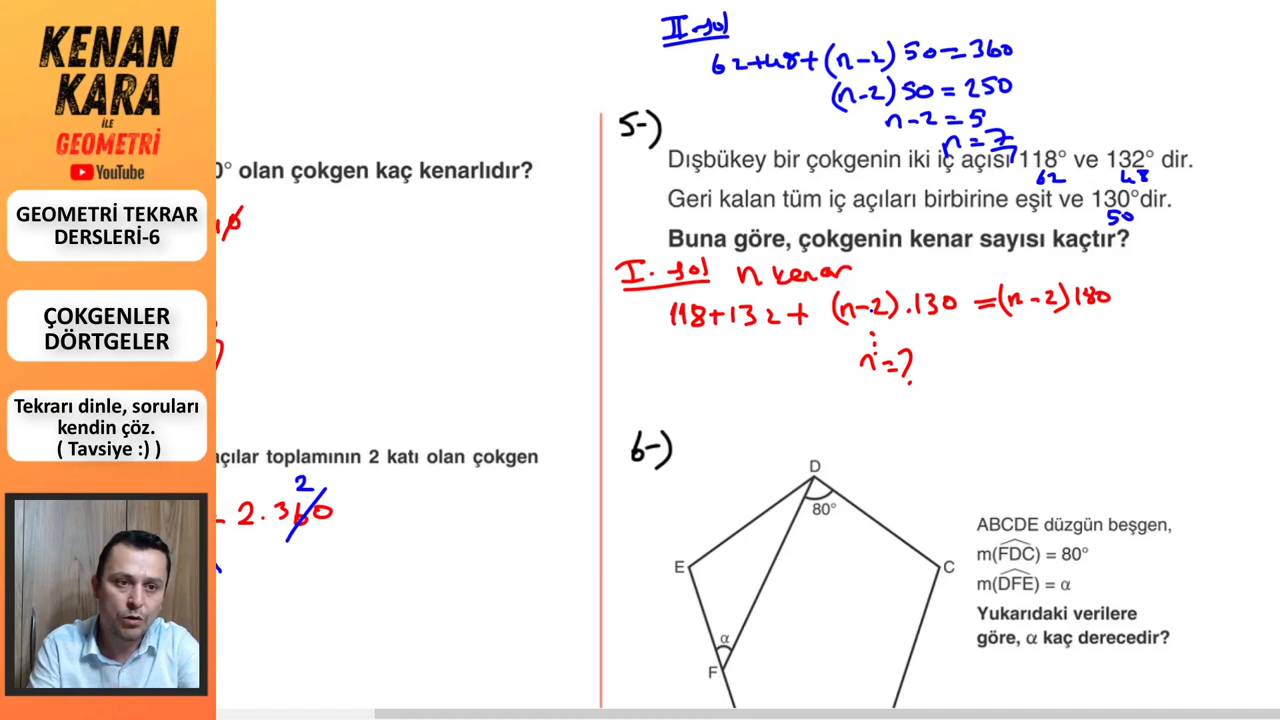 KENAN
KARA
İLE
GEOMETRİ
YouTube
GEOMETRİ TEKRAR
DERSLERİ-6
ÇOKGENLER
DÖRTGELER
Tekrarı dinle, soruları
kendin çöz.
( Tavsiye :) )
0° olan çokgen kaç kenarlıdır?
açılar toplamının 2 katı olan çokgen
2
2.360
II. yol
62+48+(n-2)50=360
(n-2)50=250
n-2=5
n=7
5-)
Dışbükey bir çokgenin iki iç açısı 118° ve 132° dir.
62 48
Geri kalan tüm iç açıları birbirine eşit ve 130°dir.
50
Buna göre, çokgenin kenar sayısı kaçtır?
I. yol n kenar
118+132+(n-2).130=(n-2)180
n=?
6-)
D
80°
E
C
α
F
ABCDE düzgün beşgen,
m(FDC) = 80°
m(DFE) = α
Yukarıdaki verilere
göre, α kaç derecedir?